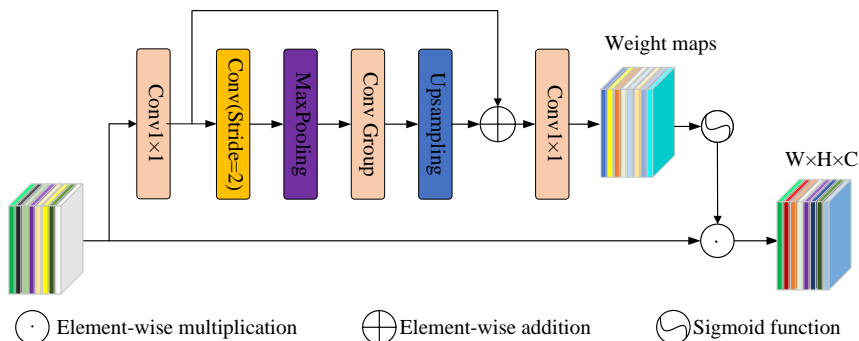 Weight maps
Conv1×1
Conv(Stride=2)
MaxPooling
Conv Group
Upsampling
Conv1×1
W×H×C
Element-wise multiplication
Element-wise addition
Sigmoid function